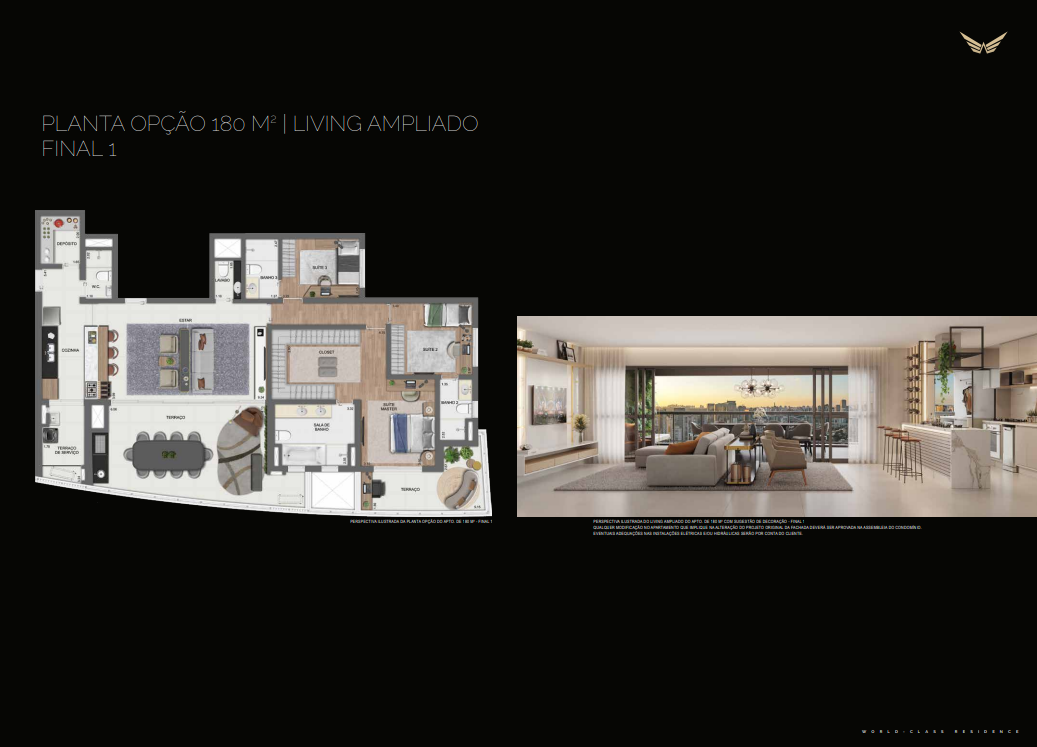 PLANTA OPÇÃO 180 M² | LIVING AMPLIADO
FINAL 1
DEPÓSITO
W.C.
LAVABO
BANHO 3
SUÍTE 3
ESTAR
COZINHA
CLOSET
SUÍTE 2
TERRAÇO
SUÍTE
MASTER
BANHO 2
SALA DE
BANHO
TERRAÇO
DE SERVIÇO
TERRAÇO
PERSPECTIVA ILUSTRADA DA PLANTA OPÇÃO DO APTO. DE 180 M² - FINAL 1
PERSPECTIVA ILUSTRADA DO LIVING AMPLIADO DO APTO. DE 180 M² COM SUGESTÃO DE DECORAÇÃO - FINAL 1
QUALQUER MODIFICAÇÃO NO APARTAMENTO QUE IMPLIQUE NA ALTERAÇÃO DO PROJETO ORIGINAL DA FACHADA DEVERÁ SER APROVADA NA ASSEMBLEIA DO CONDOMÍNIO.
EVENTUAIS ADEQUAÇÕES NAS INSTALAÇÕES ELÉTRICAS E/OU HIDRÁULICAS SERÃO POR CONTA DO CLIENTE.
WORLD-CLASS RESIDENCE